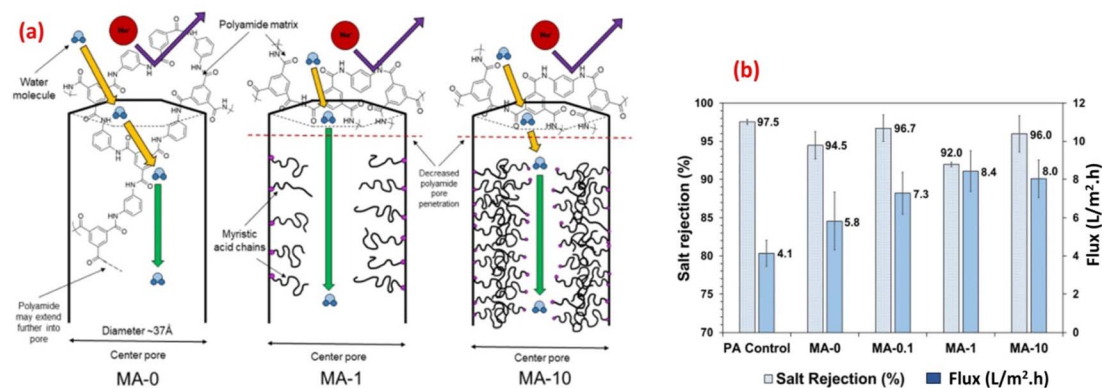 (a)
Water
molecule
Na⁺
Polyamide matrix
Na⁺
Na⁺
Decreased
polyamide
pore
penetration
Myristic
acid chains
Polyamide
may extend
further into
pore
Diameter ~37Å
Center pore
MA-0
Center pore
MA-1
Center pore
MA-10
(b)
Salt rejection (%)
100
95
90
85
80
75
70
97.5
94.5
96.7
92.0
96.0
4.1
5.8
7.3
8.4
8.0
12
10
8
6
4
2
0
Flux (L/m².h)
PA Control MA-0 MA-0.1 MA-1 MA-10
Salt Rejection (%) Flux (L/m².h)